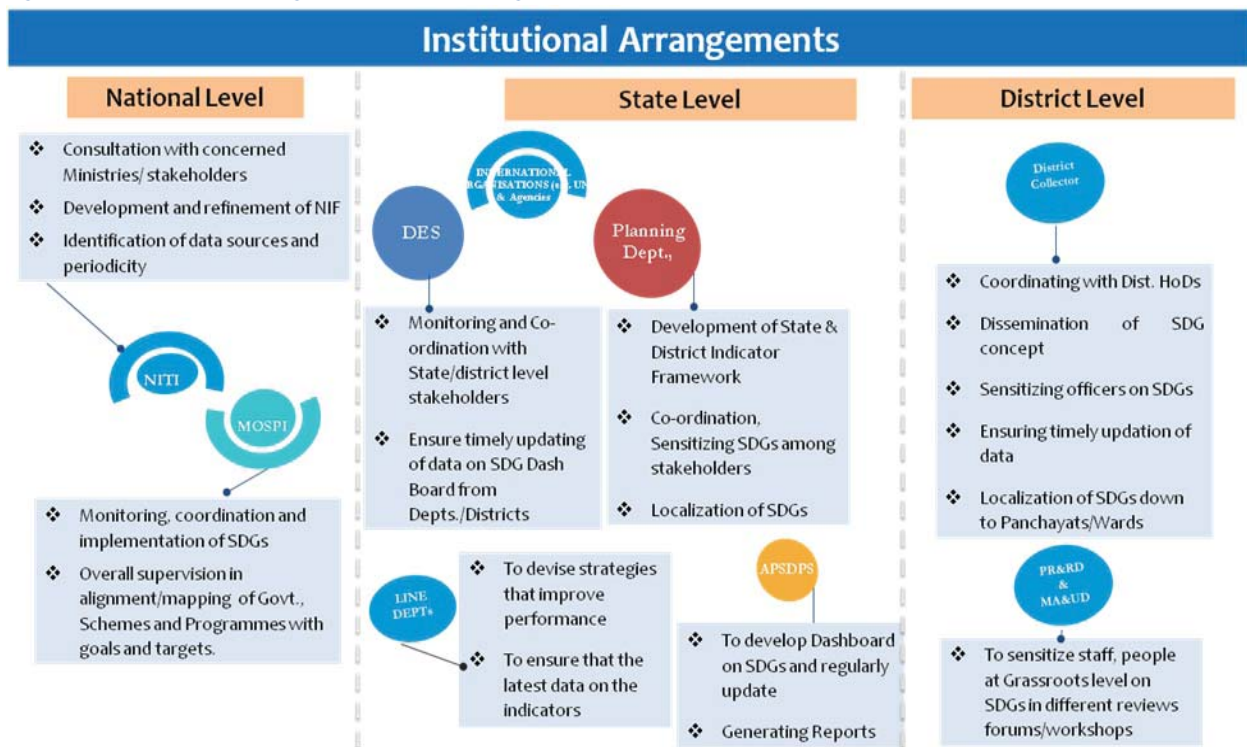 Institutional Arrangements
National Level
❖ Consultation with concerned
Ministries/ stakeholders
❖ Development and refinement of NIF
❖ Identification of data sources and
periodicity
NITI
MOSPI
❖ Monitoring, coordination and
implementation of SDGs
❖ Overall supervision in
alignment/mapping of Govt.,
Schemes and Programmes with
goals and targets.
State Level
INTERNATIONAL
UN
& Agencies
DES
Planning
Dept.,
❖ Monitoring and Co-
ordination with
State/district level
stakeholders
❖ Ensure timely updating
of data on SDG Dash
Board from
Depts./Districts
❖ Development of State &
District Indicator
Framework
❖ Co-ordination,
Sensitizing SDGs among
stakeholders
❖ Localization of SDGs
LINE
DEPTs
❖ To devise strategies
that improve
performance
❖ To ensure that the
latest data on the
indicators
APSDPS
❖ To develop Dashboard
on SDGs and regularly
update
❖ Generating Reports
District Level
District
Collector
❖ Coordinating with Dist. HoDs
❖ Dissemination of SDG
concept
❖ Sensitizing officers on SDGs
❖ Ensuring timely updation of
data
❖ Localization of SDGs down
to Panchayats/Wards
PR&RD
&
MA&UD
❖ To sensitize staff, people
at Grassroots level on
SDGs in different reviews
forums/workshops